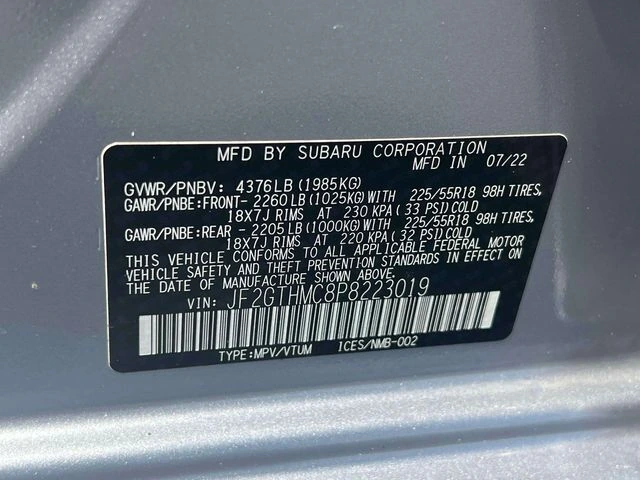 MFD BY SUBARU CORPORATION
MFD IN 07/22
GVWR/PNBV: 4376LB (1985KG)
GAWR/PNBE:FRONT- 2260 LB (1025KG) WITH 225/55R18 98H TIRES,
18X7J RIMS AT 230 KPA ( 33 PSI) COLD
GAWR/PNBE:REAR - 2205 LB (1000KG) WITH 225/55R18 98H TIRES,
18X7J RIMS AT 220 KPA ( 32 PSI) COLD
THIS VEHICLE CONFORMS TO ALL APPLICABLE FEDERAL MOTOR
VEHICLE SAFETY AND THEFT PREVENTION STANDARDS IN EFFECT ON
THE DATE OF MANUFACTURE SHOWN ABOVE.
VIN: JF2GTHMC8P8223019
TYPE:MPV/VTUM ICES/NMB-002